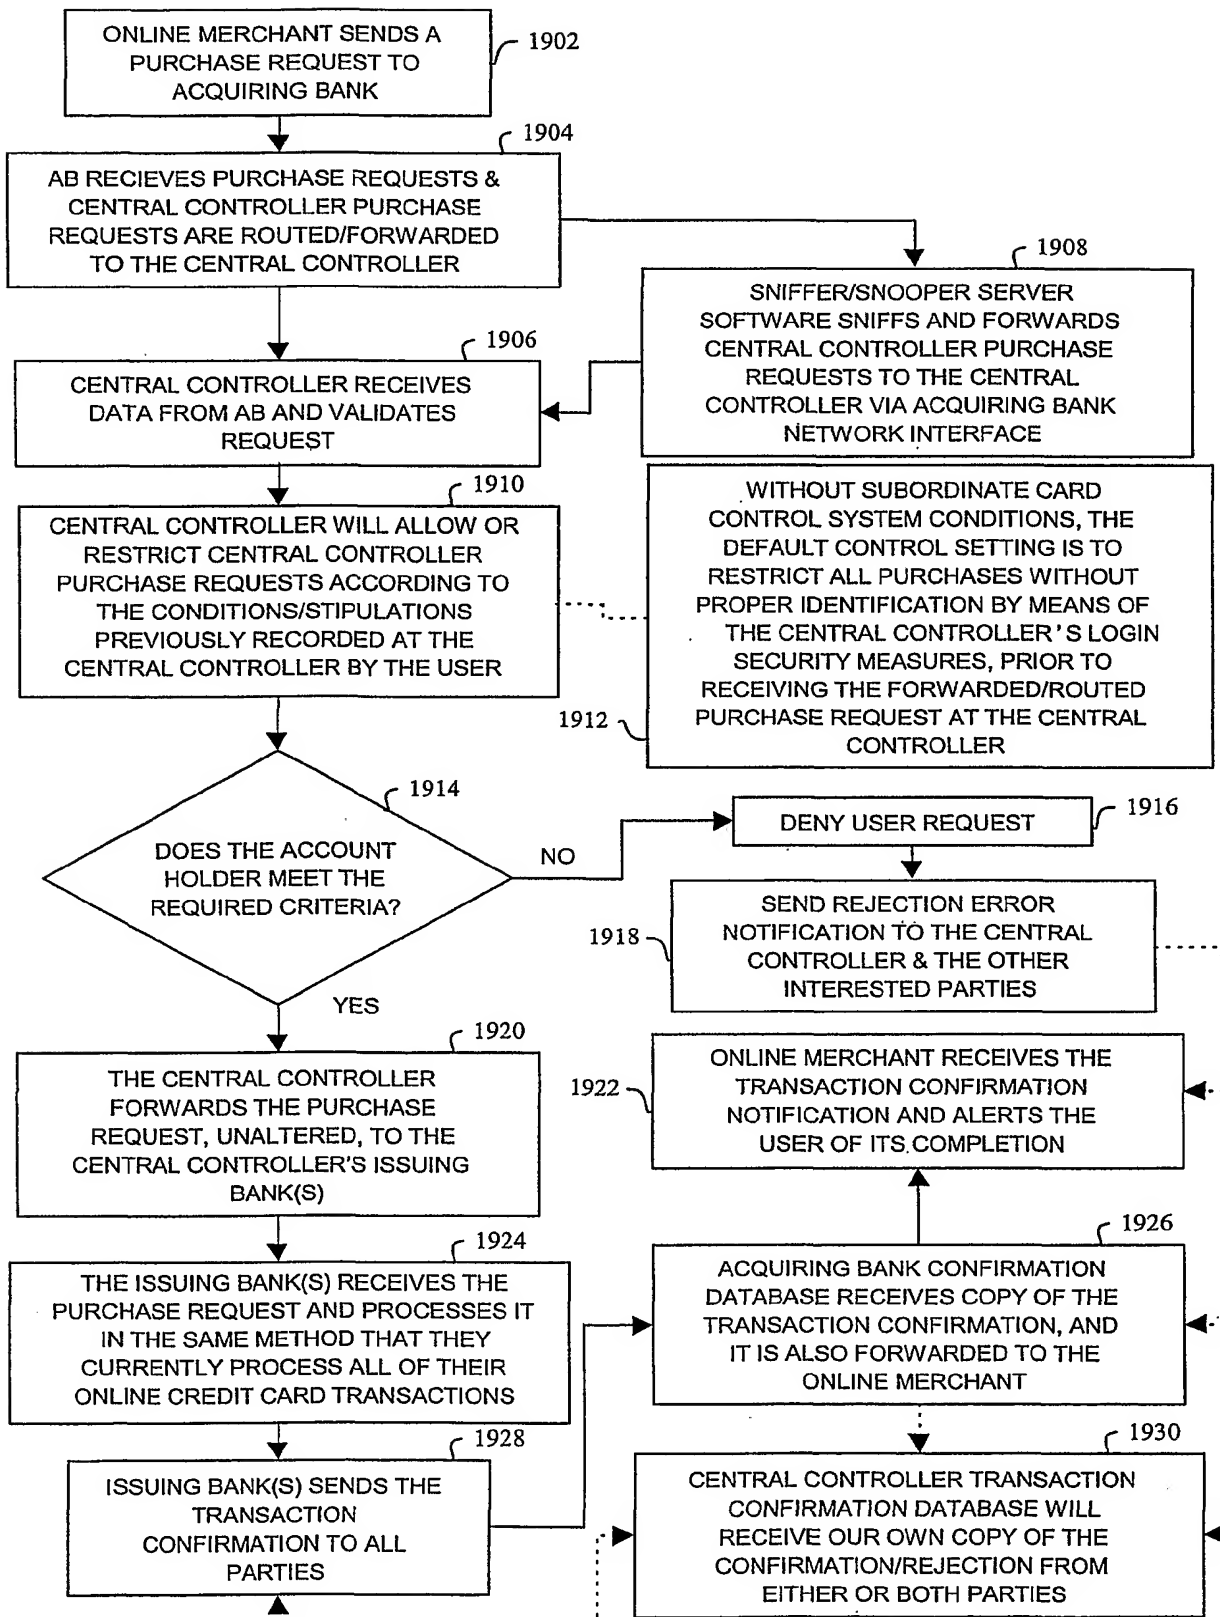 ONLINE MERCHANT SENDS A
PURCHASE REQUEST TO
ACQUIRING BANK
1902
1904
AB RECIEVES PURCHASE REQUESTS &
CENTRAL CONTROLLER PURCHASE
REQUESTS ARE ROUTED/FORWARDED
TO THE CENTRAL CONTROLLER
1908
SNIFFER/SNOOPER SERVER
SOFTWARE SNIFFS AND FORWARDS
CENTRAL CONTROLLER PURCHASE
REQUESTS TO THE CENTRAL
CONTROLLER VIA ACQUIRING BANK
NETWORK INTERFACE
1906
CENTRAL CONTROLLER RECEIVES
DATA FROM AB AND VALIDATES
REQUEST
1910
CENTRAL CONTROLLER WILL ALLOW OR
RESTRICT CENTRAL CONTROLLER
PURCHASE REQUESTS ACCORDING TO
THE CONDITIONS/STIPULATIONS
PREVIOUSLY RECORDED AT THE
CENTRAL CONTROLLER BY THE USER
WITHOUT SUBORDINATE CARD
CONTROL SYSTEM CONDITIONS, THE
DEFAULT CONTROL SETTING IS TO
RESTRICT ALL PURCHASES WITHOUT
PROPER IDENTIFICATION BY MEANS OF
THE CENTRAL CONTROLLER'S LOGIN
SECURITY MEASURES, PRIOR TO
RECEIVING THE FORWARDED/ROUTED
PURCHASE REQUEST AT THE CENTRAL
CONTROLLER
1912
1914
DOES THE ACCOUNT
HOLDER MEET THE
REQUIRED CRITERIA?
NO
YES
DENY USER REQUEST
1916
SEND REJECTION ERROR
NOTIFICATION TO THE CENTRAL
CONTROLLER & THE OTHER
INTERESTED PARTIES
1918
1920
THE CENTRAL CONTROLLER
FORWARDS THE PURCHASE
REQUEST, UNALTERED, TO THE
CENTRAL CONTROLLER'S ISSUING
BANK(S)
ONLINE MERCHANT RECEIVES THE
TRANSACTION CONFIRMATION
NOTIFICATION AND ALERTS THE
USER OF ITS COMPLETION
1922
1924
THE ISSUING BANK(S) RECEIVES THE
PURCHASE REQUEST AND PROCESSES IT
IN THE SAME METHOD THAT THEY
CURRENTLY PROCESS ALL OF THEIR
ONLINE CREDIT CARD TRANSACTIONS
1926
ACQUIRING BANK CONFIRMATION
DATABASE RECEIVES COPY OF THE
TRANSACTION CONFIRMATION, AND
IT IS ALSO FORWARDED TO THE
ONLINE MERCHANT
1928
ISSUING BANK(S) SENDS THE
TRANSACTION
CONFIRMATION TO ALL
PARTIES
1930
CENTRAL CONTROLLER TRANSACTION
CONFIRMATION DATABASE WILL
RECEIVE OUR OWN COPY OF THE
CONFIRMATION/REJECTION FROM
EITHER OR BOTH PARTIES